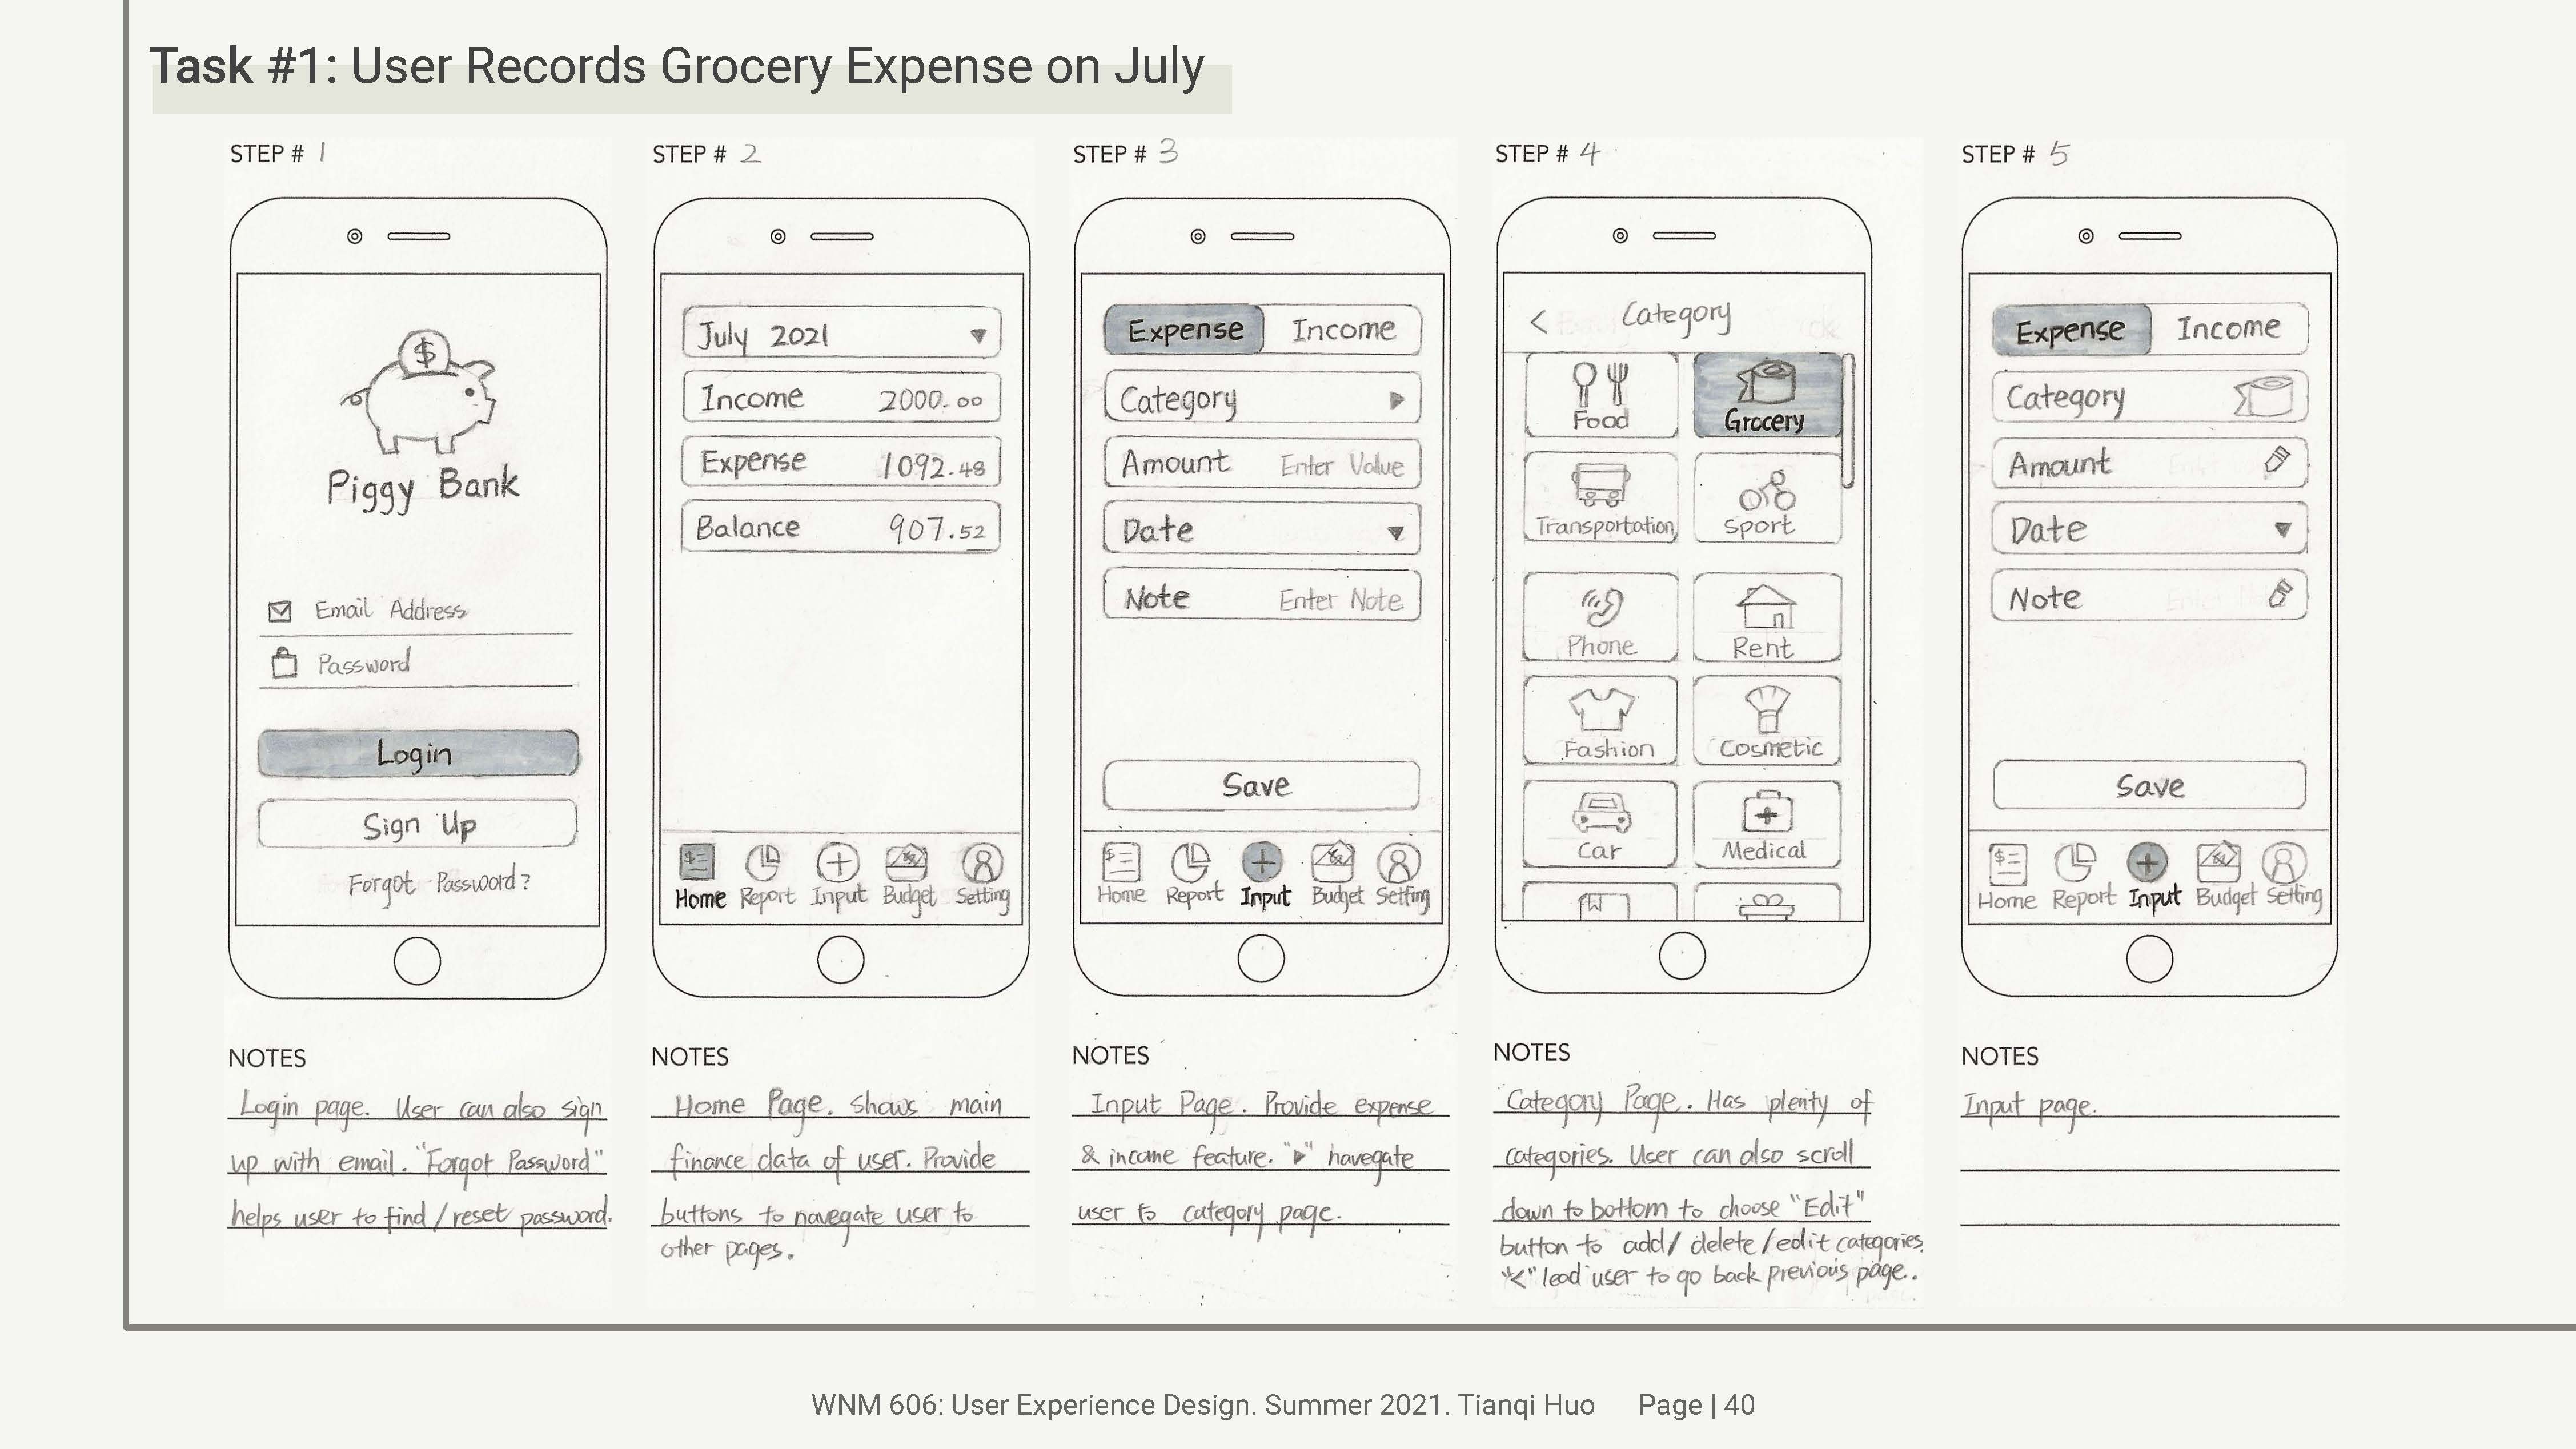 Task #1: User Records Grocery Expense on July
STEP # 1
$
Piggy Bank
Email Address
Password
Login
Sign Up
Forgot Password?
NOTES
Login page. User can also sign
up with email. "Forgot Password"
helps user to find/reset password.
STEP # 2
July 2021
Income 2000.00
Expense 1092.48
Balance 907.52
Home Report Input Budget Setting
NOTES
Home Page. Shows main
finance data of user. Provide
buttons to navegate user to
other pages.
STEP # 3
Expense Income
Category
Amount Enter Value
Date
Note Enter Note
Save
Home Report Input Budget Setting
NOTES
Input Page. Provide expense
& income feature. "▶" navegate
user to category page.
STEP # 4
< Category
Food Grocery
Transportation Sport
Phone Rent
Fashion Cosmetic
Car Medical
NOTES
Category Page. Has plenty of
categories. User can also scroll
down to bottom to choose "Edit"
button to add/ delete/edit categories.
"<" lead user to go back previous page.
STEP # 5
Expense Income
Category
Amount
Date
Note
Save
Home Report Input Budget Setting
NOTES
Input page.
WNM 606: User Experience Design. Summer 2021. Tianqi Huo Page | 40